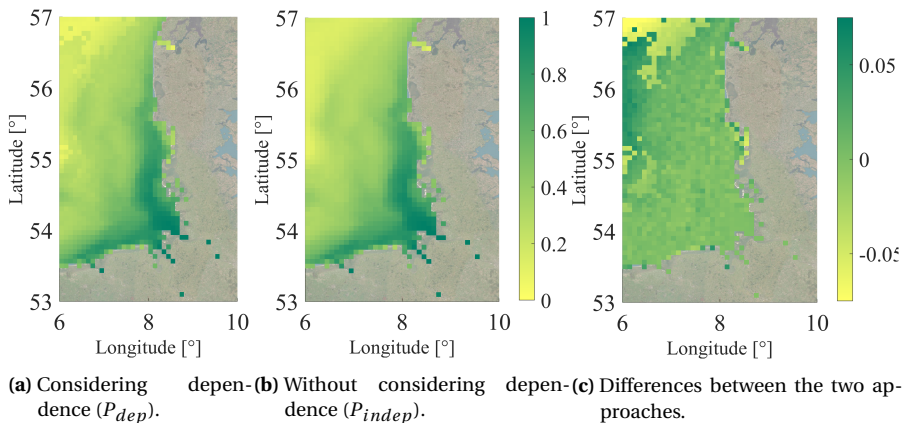 57
56
55
54
53
Latitude [°]
6
8
10
Longitude [°]
57
56
55
54
53
Latitude [°]
6
8
10
Longitude [°]
1
0.8
0.6
0.4
0.2
0
57
56
55
54
53
Latitude [°]
6
8
10
Longitude [°]
0.05
0
-0.05
(a) Considering depen-
dence (P_dep).
(b) Without considering depen-
dence (P_indep).
(c) Differences between the two ap-
proaches.